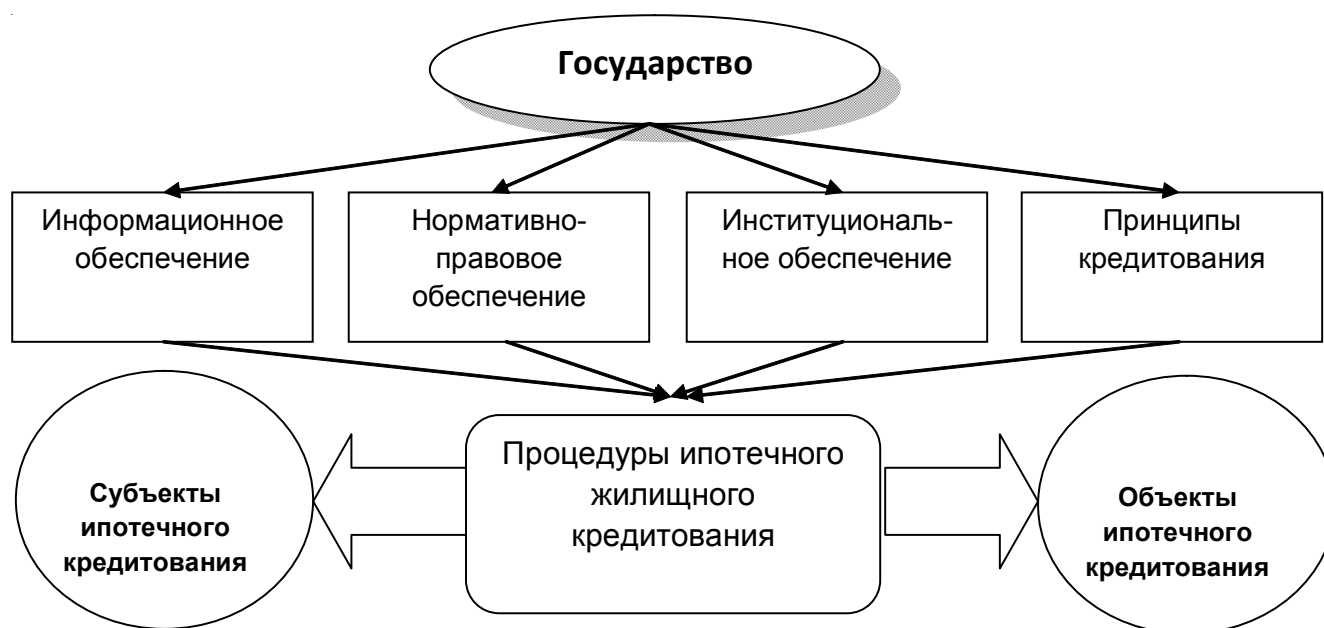 Государство
Информационное
обеспечение
Нормативно-
правовое
обеспечение
Институциональ-
ное обеспечение
Принципы
кредитования
Субъекты
ипотечного
кредитования
Процедуры ипотечного
жилищного
кредитования
Объекты
ипотечного
кредитования